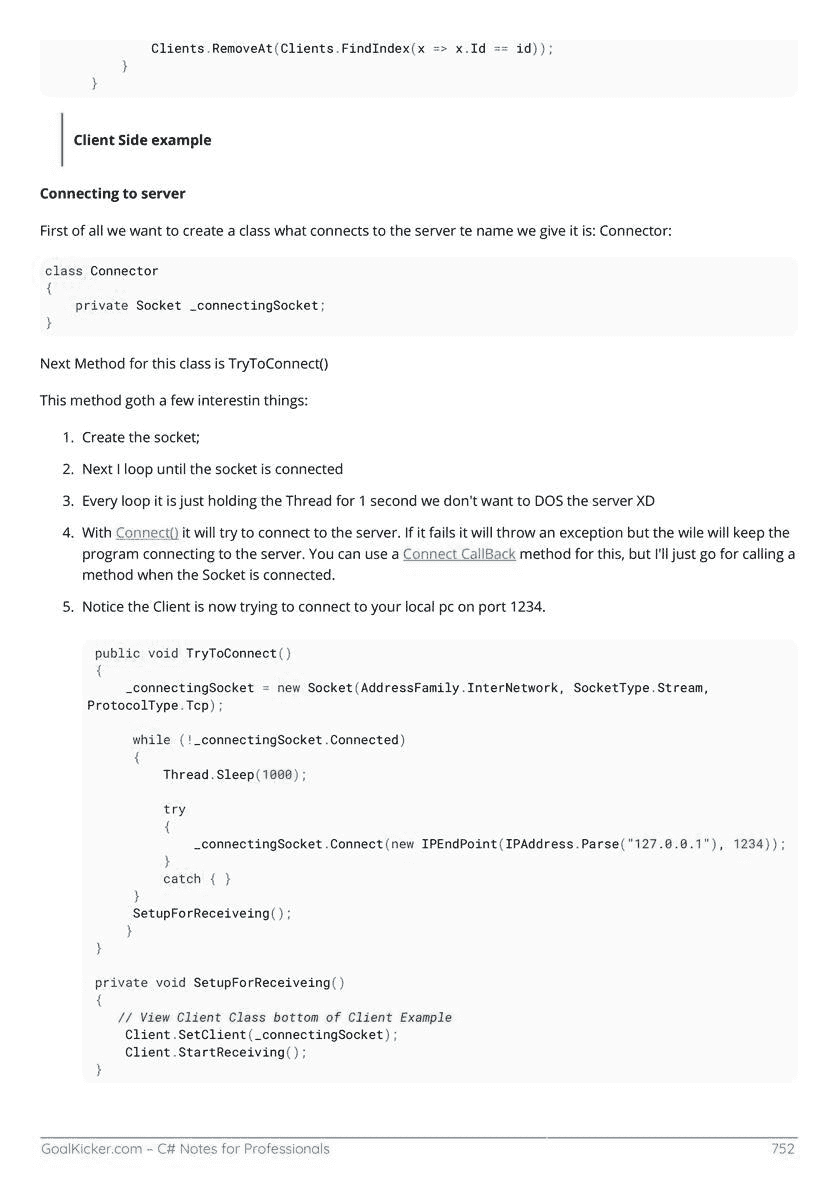 Clients.RemoveAt(Clients.FindIndex(x => x.Id == id));
}
}
Client Side example
Connecting to server
First of all we want to create a class what connects to the server te name we give it is: Connector:
class Connector
{
private Socket _connectingSocket;
}
Next Method for this class is TryToConnect()
This method goth a few interestin things:
1. Create the socket;
2. Next I loop until the socket is connected
3. Every loop it is just holding the Thread for 1 second we don't want to DOS the server XD
4. With Connect() it will try to connect to the server. If it fails it will throw an exception but the wile will keep the
program connecting to the server. You can use a Connect CallBack method for this, but I'll just go for calling a
method when the Socket is connected.
5. Notice the Client is now trying to connect to your local pc on port 1234.
public void TryToConnect()
{
_connectingSocket = new Socket(AddressFamily.InterNetwork, SocketType.Stream,
ProtocolType.Tcp);
while (!_connectingSocket.Connected)
{
Thread.Sleep(1000);
try
{
_connectingSocket.Connect(new IPEndPoint(IPAddress.Parse("127.0.0.1"), 1234));
}
catch { }
}
SetupForReceiveing();
}
}
private void SetupForReceiveing()
{
// View Client Class bottom of Client Example
Client.SetClient(_connectingSocket);
Client.StartReceiving();
}
GoalKicker.com – C# Notes for Professionals
752